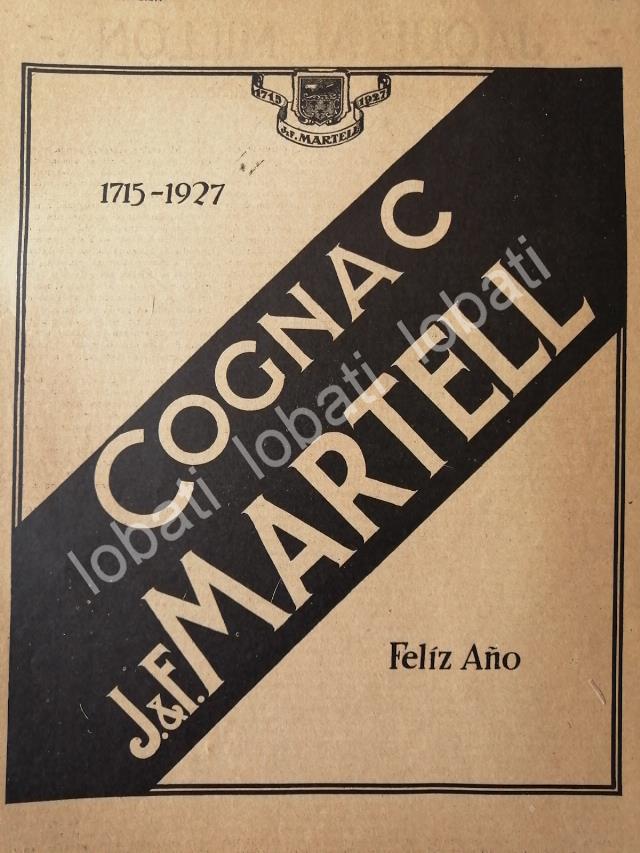 1715 1927
J.&F. MARTELL
1715-1927
COGNAC
J.&F. MARTELL
Felíz Año
lobati lobati lobati